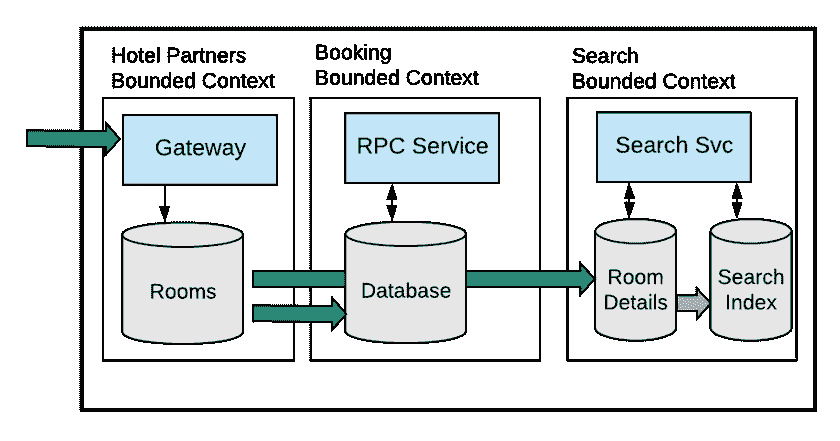 Hotel Partners
Bounded Context
Booking
Bounded Context
Search
Bounded Context
Gateway
RPC Service
Search Svc
Rooms
Database
Room
Details
Search
Index